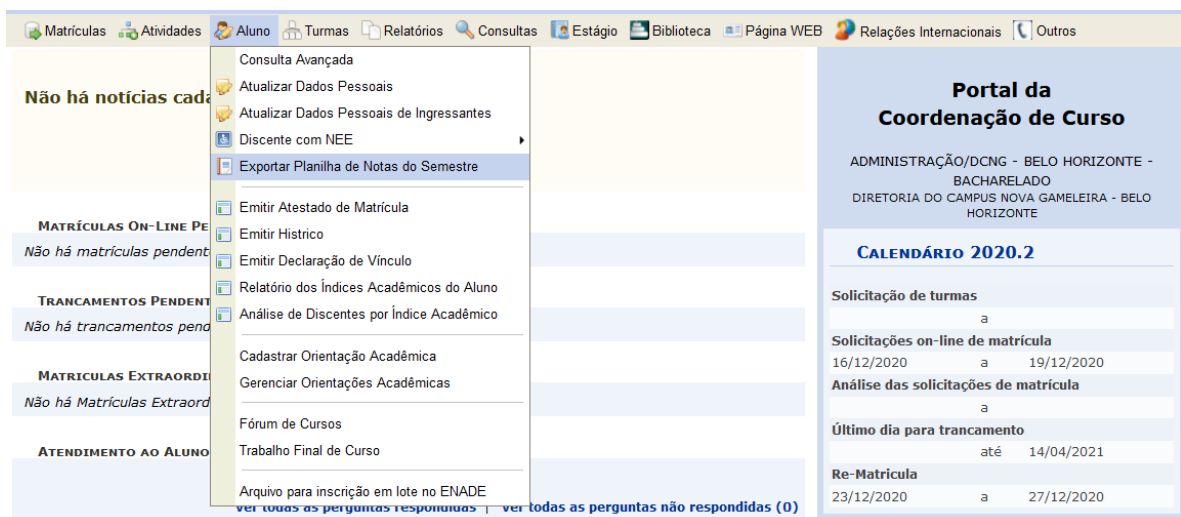 Matrículas Atividades Aluno Turmas Relatórios Consultas Estágio Biblioteca Página WEB Relações Internacionais Outros
Não há notícias cada
Consulta Avançada
Atualizar Dados Pessoais
Atualizar Dados Pessoais de Ingressantes
Discente com NEE
Exportar Planilha de Notas do Semestre
Emitir Atestado de Matrícula
Emitir Histrico
Emitir Declaração de Vínculo
Relatório dos Índices Acadêmicos do Aluno
Análise de Discentes por Índice Acadêmico
Cadastrar Orientação Acadêmica
Gerenciar Orientações Acadêmicas
Fórum de Cursos
Trabalho Final de Curso
Arquivo para inscrição em lote no ENADE
Matrículas On-Line Pe
Não há matrículas pendent
Trancamentos Pendent
Não há trancamentos pend
Matriculas Extraordi
Não há Matrículas Extraord
Atendimento ao Aluno
Ver todas as perguntas respondidas | Ver todas as perguntas não respondidas (0)
Portal da
Coordenação de Curso
ADMINISTRAÇÃO/DCNG - BELO HORIZONTE -
BACHARELADO
DIRETORIA DO CAMPUS NOVA GAMELEIRA - BELO
HORIZONTE
Calendário 2020.2
Solicitação de turmas
a
Solicitações on-line de matrícula
16/12/2020 a 19/12/2020
Análise das solicitações de matrícula
a
Último dia para trancamento
até 14/04/2021
Re-Matricula
23/12/2020 a 27/12/2020